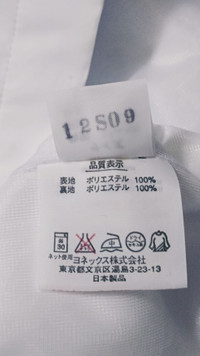 12S09
品質表示
表地 ポリエステル 100%
裏地 ポリエステル 100%
ネット使用
ヨネックス株式会社
東京都文京区湯島3-23-13
日本製品